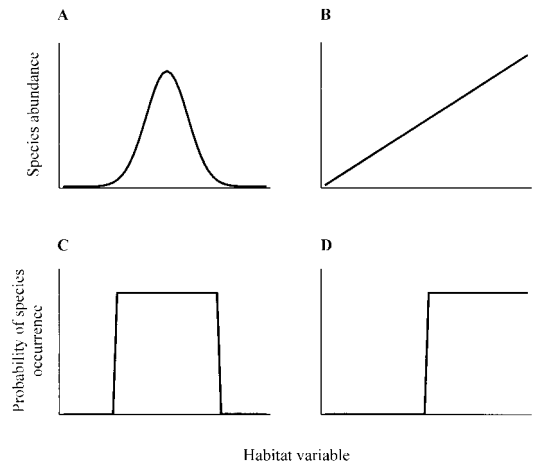 A
B
Species abundance
C
D
Probability of species
occurrence
Habitat variable